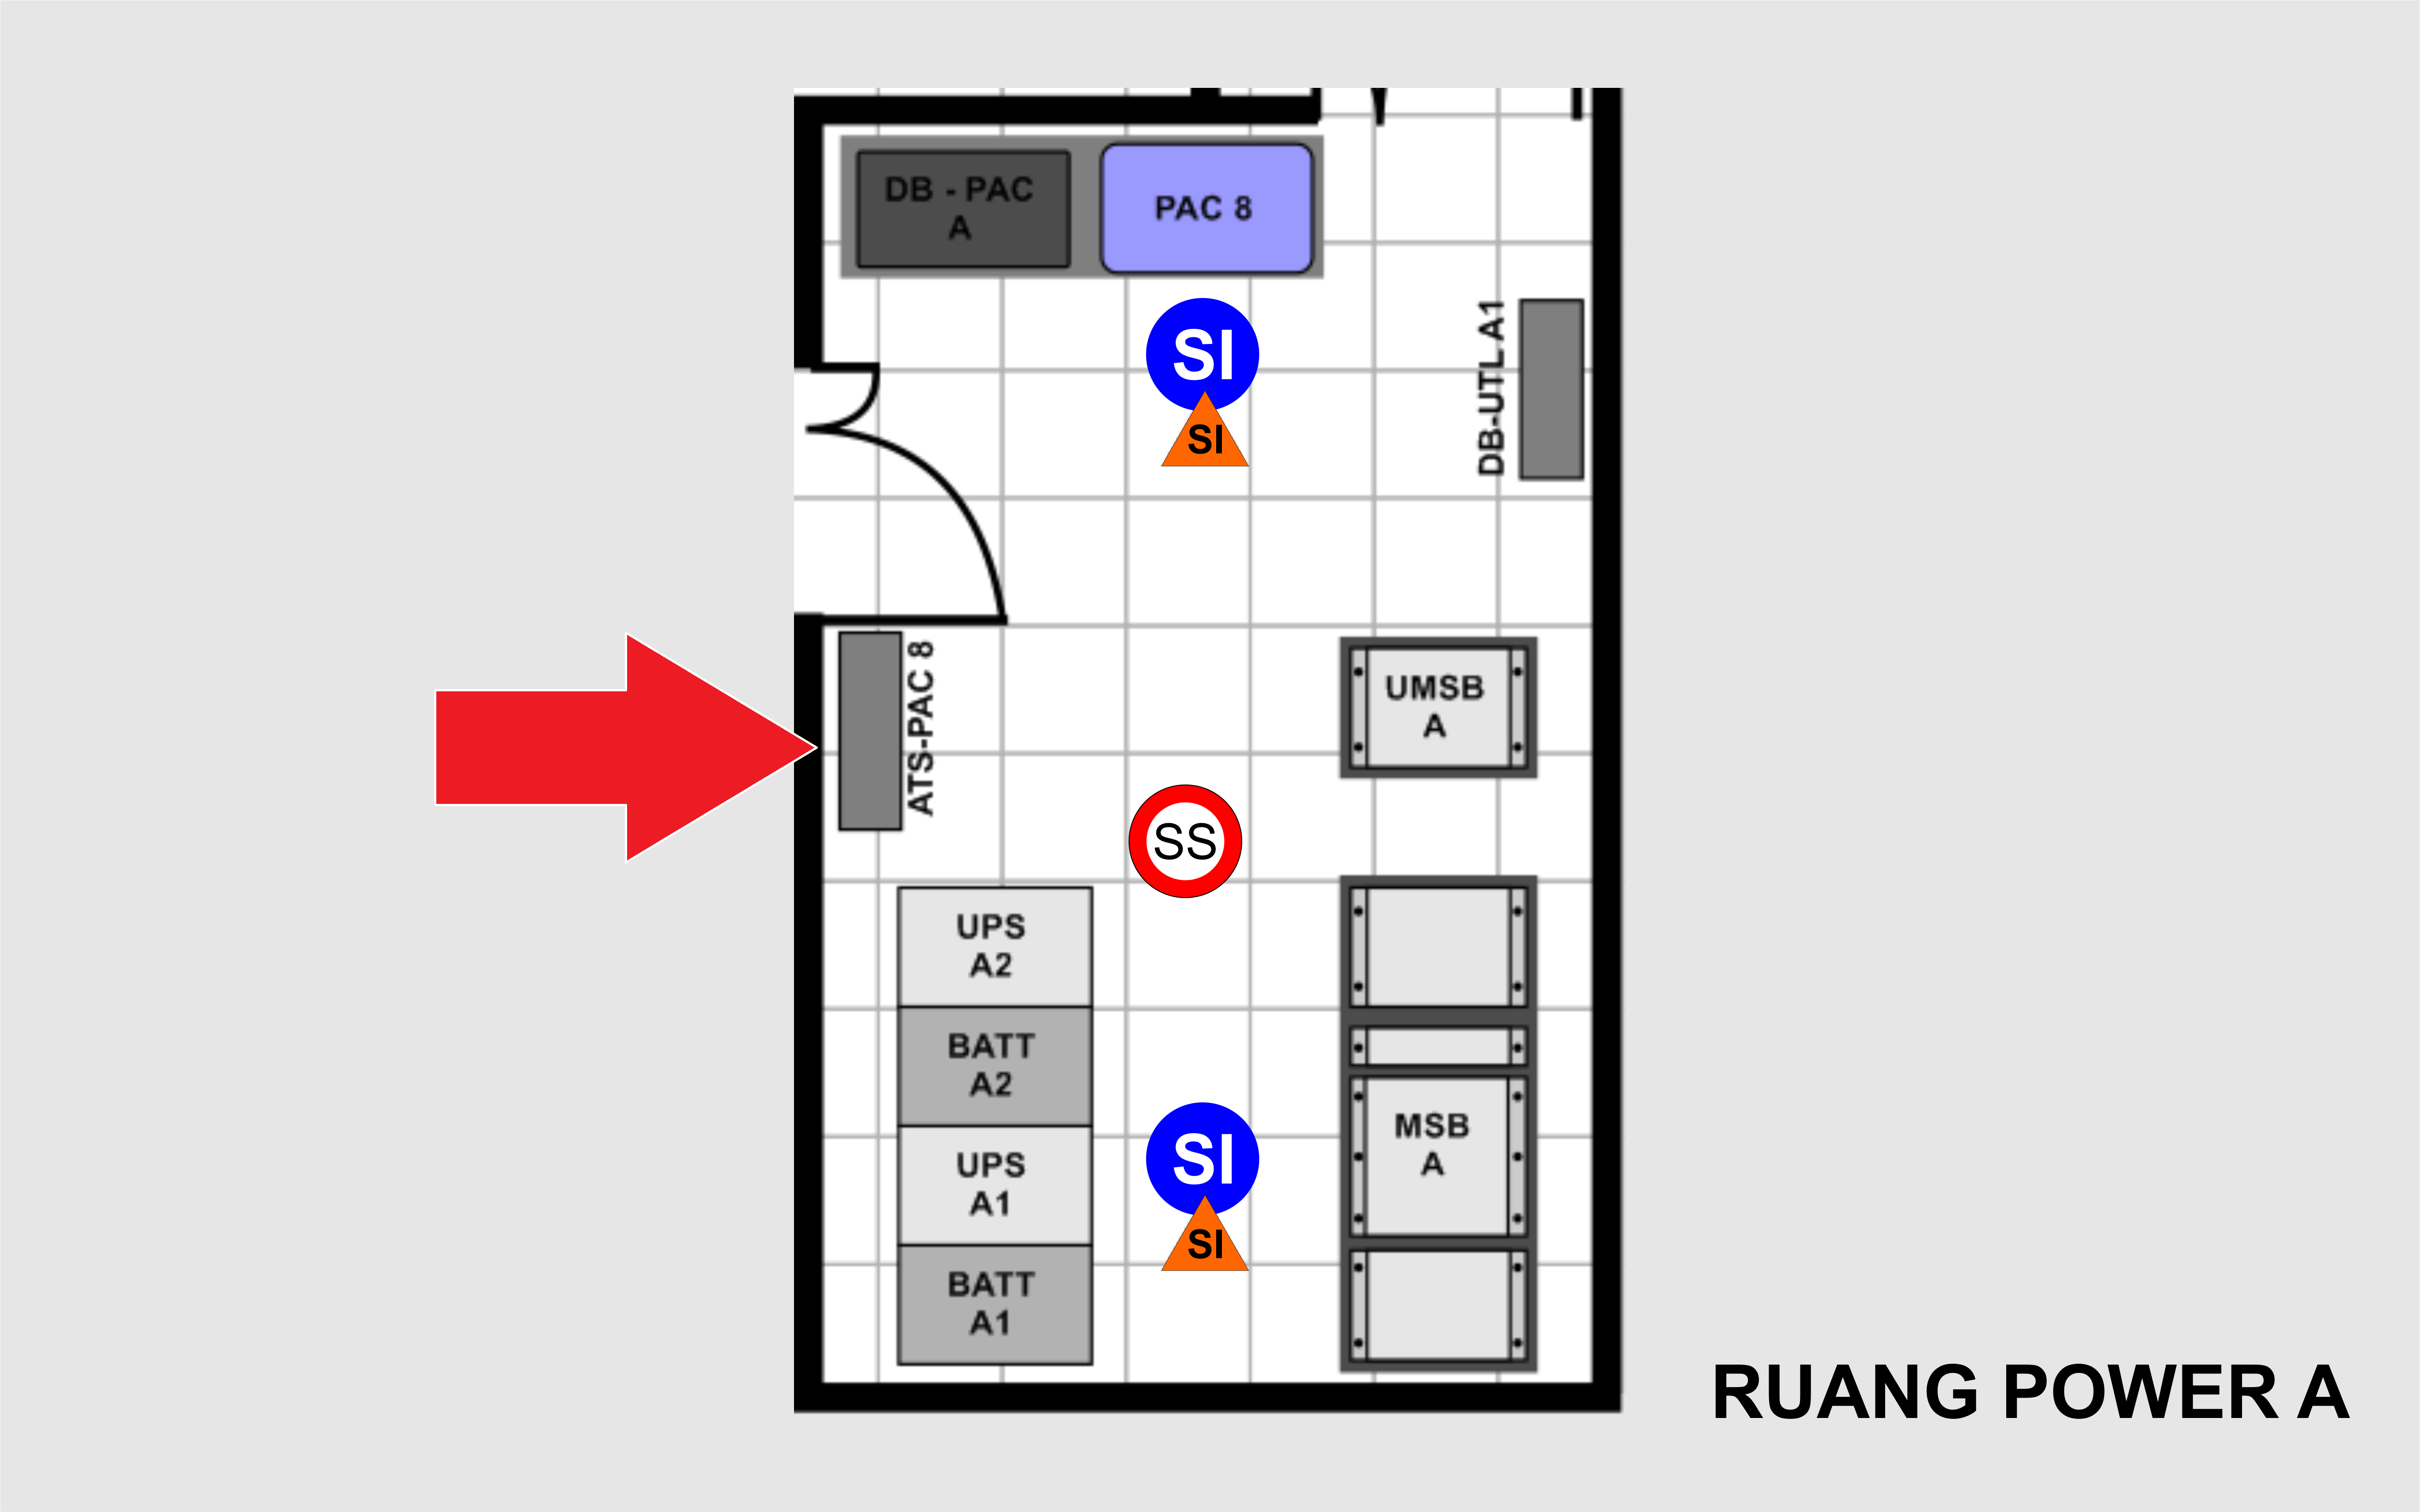 DB - PAC
A
PAC 8
SI
SI
DB-UTL A1
ATS-PAC 8
UMSB
A
SS
UPS
A2
BATT
A2
SI
SI
MSB
A
UPS
A1
BATT
A1
RUANG POWER A